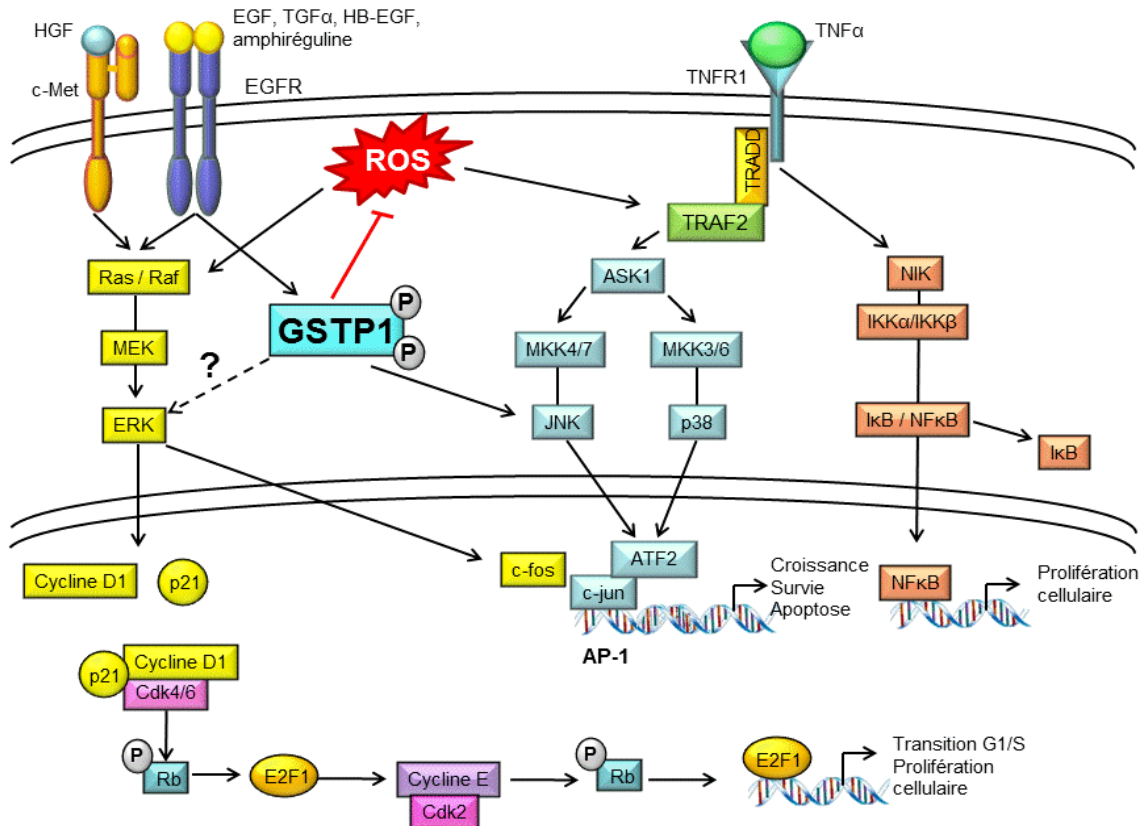 HGF
EGF, TGFα, HB-EGF,
amphiréguline
TNFα
c-Met
EGFR
TNFR1
ROS
TRADD
TRAF2
Ras / Raf
ASK1
NIK
GSTP1
P
P
IKKα/IKKβ
MEK
?
MKK4/7
MKK3/6
ERK
JNK
p38
IκB / NFκB
IκB
Cycline D1
p21
c-fos
ATF2
c-jun
Croissance
Survie
Apoptose
NFκB
Prolifération
cellulaire
AP-1
p21
Cycline D1
Cdk4/6
P
Rb
E2F1
Cycline E
Cdk2
P
Rb
E2F1
Transition G1/S
Prolifération
cellulaire